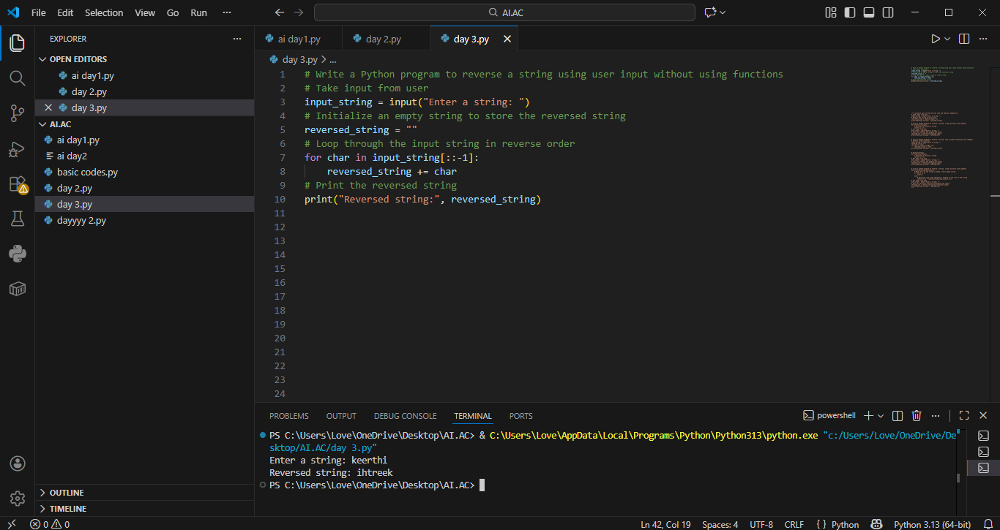 File Edit Selection View Go Run ··· AI.AC
EXPLORER ···
OPEN EDITORS
ai day1.py
day 2.py
day 3.py
AI.AC
ai day1.py
ai day2
basic codes.py
day 2.py
day 3.py
dayyyy 2.py
OUTLINE
TIMELINE
ai day1.py day 2.py day 3.py
day 3.py > ...
1 # Write a Python program to reverse a string using user input without using functions
2 # Take input from user
3 input_string = input("Enter a string: ")
4 # Initialize an empty string to store the reversed string
5 reversed_string = ""
6 # Loop through the input string in reverse order
7 for char in input_string[::-1]:
8     reversed_string += char
9 # Print the reversed string
10 print("Reversed string:", reversed_string)
11
12
13
14
15
16
17
18
19
20
21
22
23
24
PROBLEMS OUTPUT DEBUG CONSOLE TERMINAL PORTS powershell
PS C:\Users\Love\OneDrive\Desktop\AI.AC> & C:\Users\Love\AppData\Local\Programs\Python\Python313\python.exe "c:/Users/Love/OneDrive/De
sktop/AI.AC/day 3.py"
Enter a string: keerthi
Reversed string: ihtreek
PS C:\Users\Love\OneDrive\Desktop\AI.AC>
0 0 Ln 42, Col 19 Spaces: 4 UTF-8 CRLF { } Python Python 3.13 (64-bit)